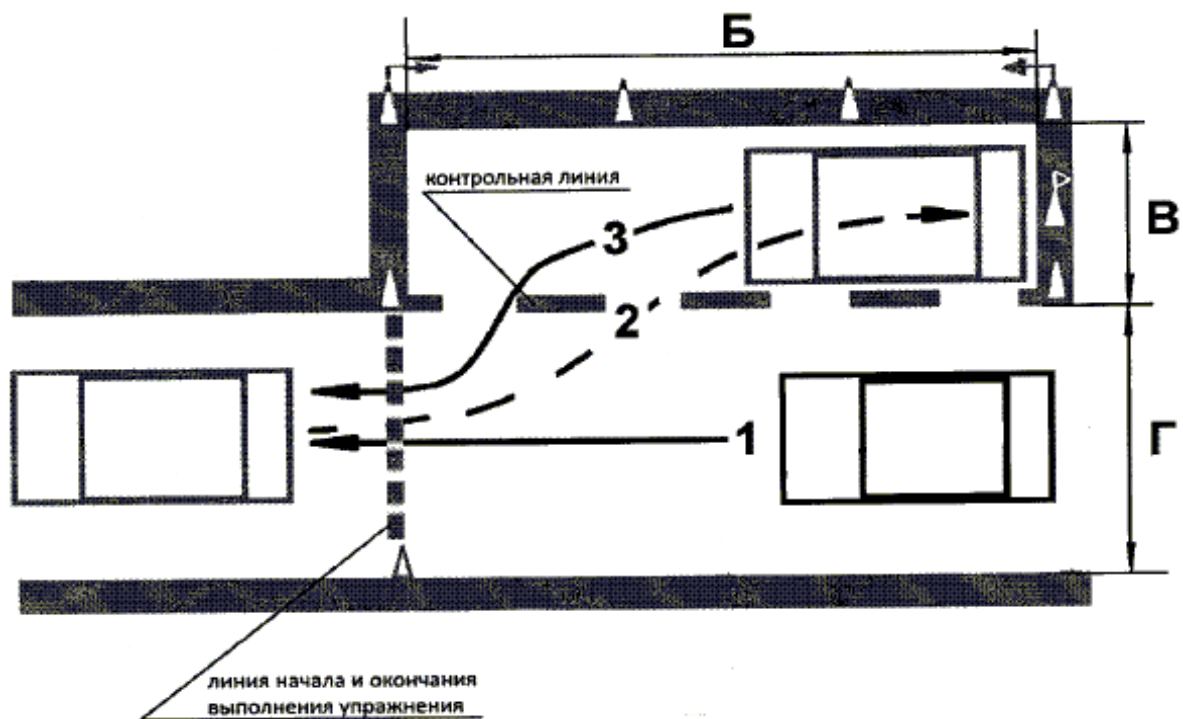 Б
контрольная линия
В
3
2
1
Г
линия начала и окончания
выполнения упражнения